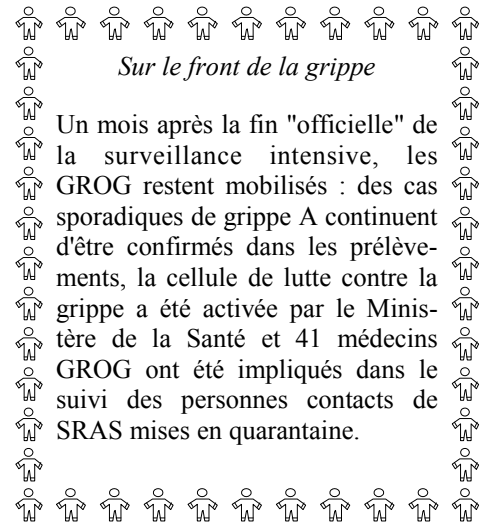 Sur le front de la grippe
Un mois après la fin "officielle" de
la surveillance intensive, les
GROG restent mobilisés : des cas
sporadiques de grippe A continuent
d'être confirmés dans les prélève-
ments, la cellule de lutte contre la
grippe a été activée par le Minis-
tère de la Santé et 41 médecins
GROG ont été impliqués dans le
suivi des personnes contacts de
SRAS mises en quarantaine.